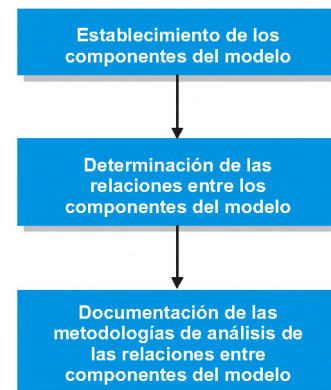 Establecimiento de los
componentes del modelo
Determinación de las
relaciones entre los
componentes del modelo
Documentación de las
metodologías de análisis de
las relaciones entre
componentes del modelo